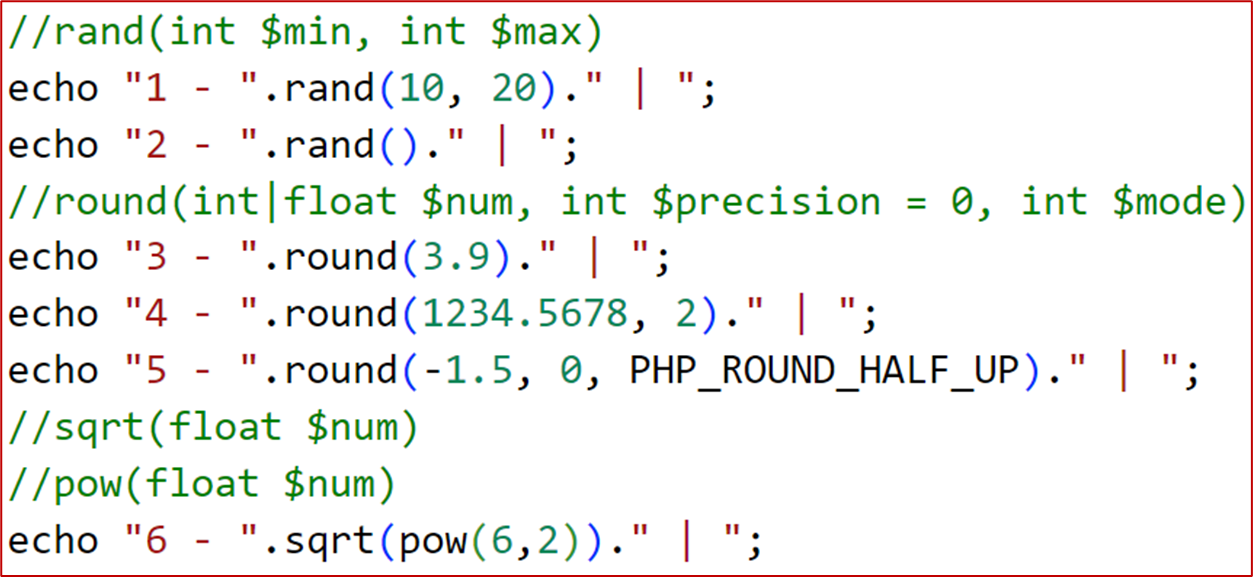 //rand(int $min, int $max)
echo "1 - ".rand(10, 20)." | ";
echo "2 - ".rand()." | ";
//round(int|float $num, int $precision = 0, int $mode)
echo "3 - ".round(3.9)." | ";
echo "4 - ".round(1234.5678, 2)." | ";
echo "5 - ".round(-1.5, 0, PHP_ROUND_HALF_UP)." | ";
//sqrt(float $num)
//pow(float $num)
echo "6 - ".sqrt(pow(6,2))." | ";